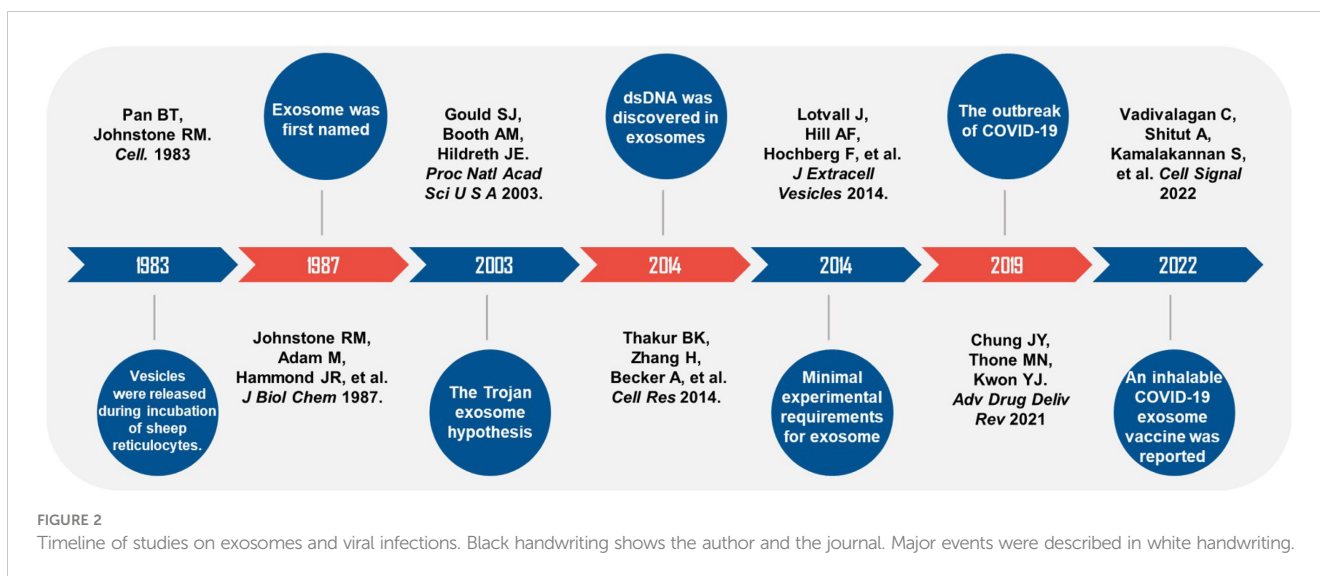 Pan BT,
Johnstone RM.
Cell. 1983
Exosome was
first named
Gould SJ,
Booth AM,
Hildreth JE.
Proc Natl Acad
Sci U S A 2003.
dsDNA was
discovered in
exosomes
Lotvall J,
Hill AF,
Hochberg F, et al.
J Extracell
Vesicles 2014.
The outbreak
of COVID-19
Vadivalagan C,
Shitut A,
Kamalakannan S,
et al. Cell Signal
2022
1983
1987
2003
2014
2014
2019
2022
Vesicles
were released
during incubation
of sheep
reticulocytes.
Johnstone RM,
Adam M,
Hammond JR, et al.
J Biol Chem 1987.
The Trojan
exosome
hypothesis
Thakur BK,
Zhang H,
Becker A, et al.
Cell Res 2014.
Minimal
experimental
requirements
for exosome
Chung JY,
Thone MN,
Kwon YJ.
Adv Drug Deliv
Rev 2021
An inhalable
COVID-19
exosome
vaccine was
reported
FIGURE 2
Timeline of studies on exosomes and viral infections. Black handwriting shows the author and the journal. Major events were described in white handwriting.